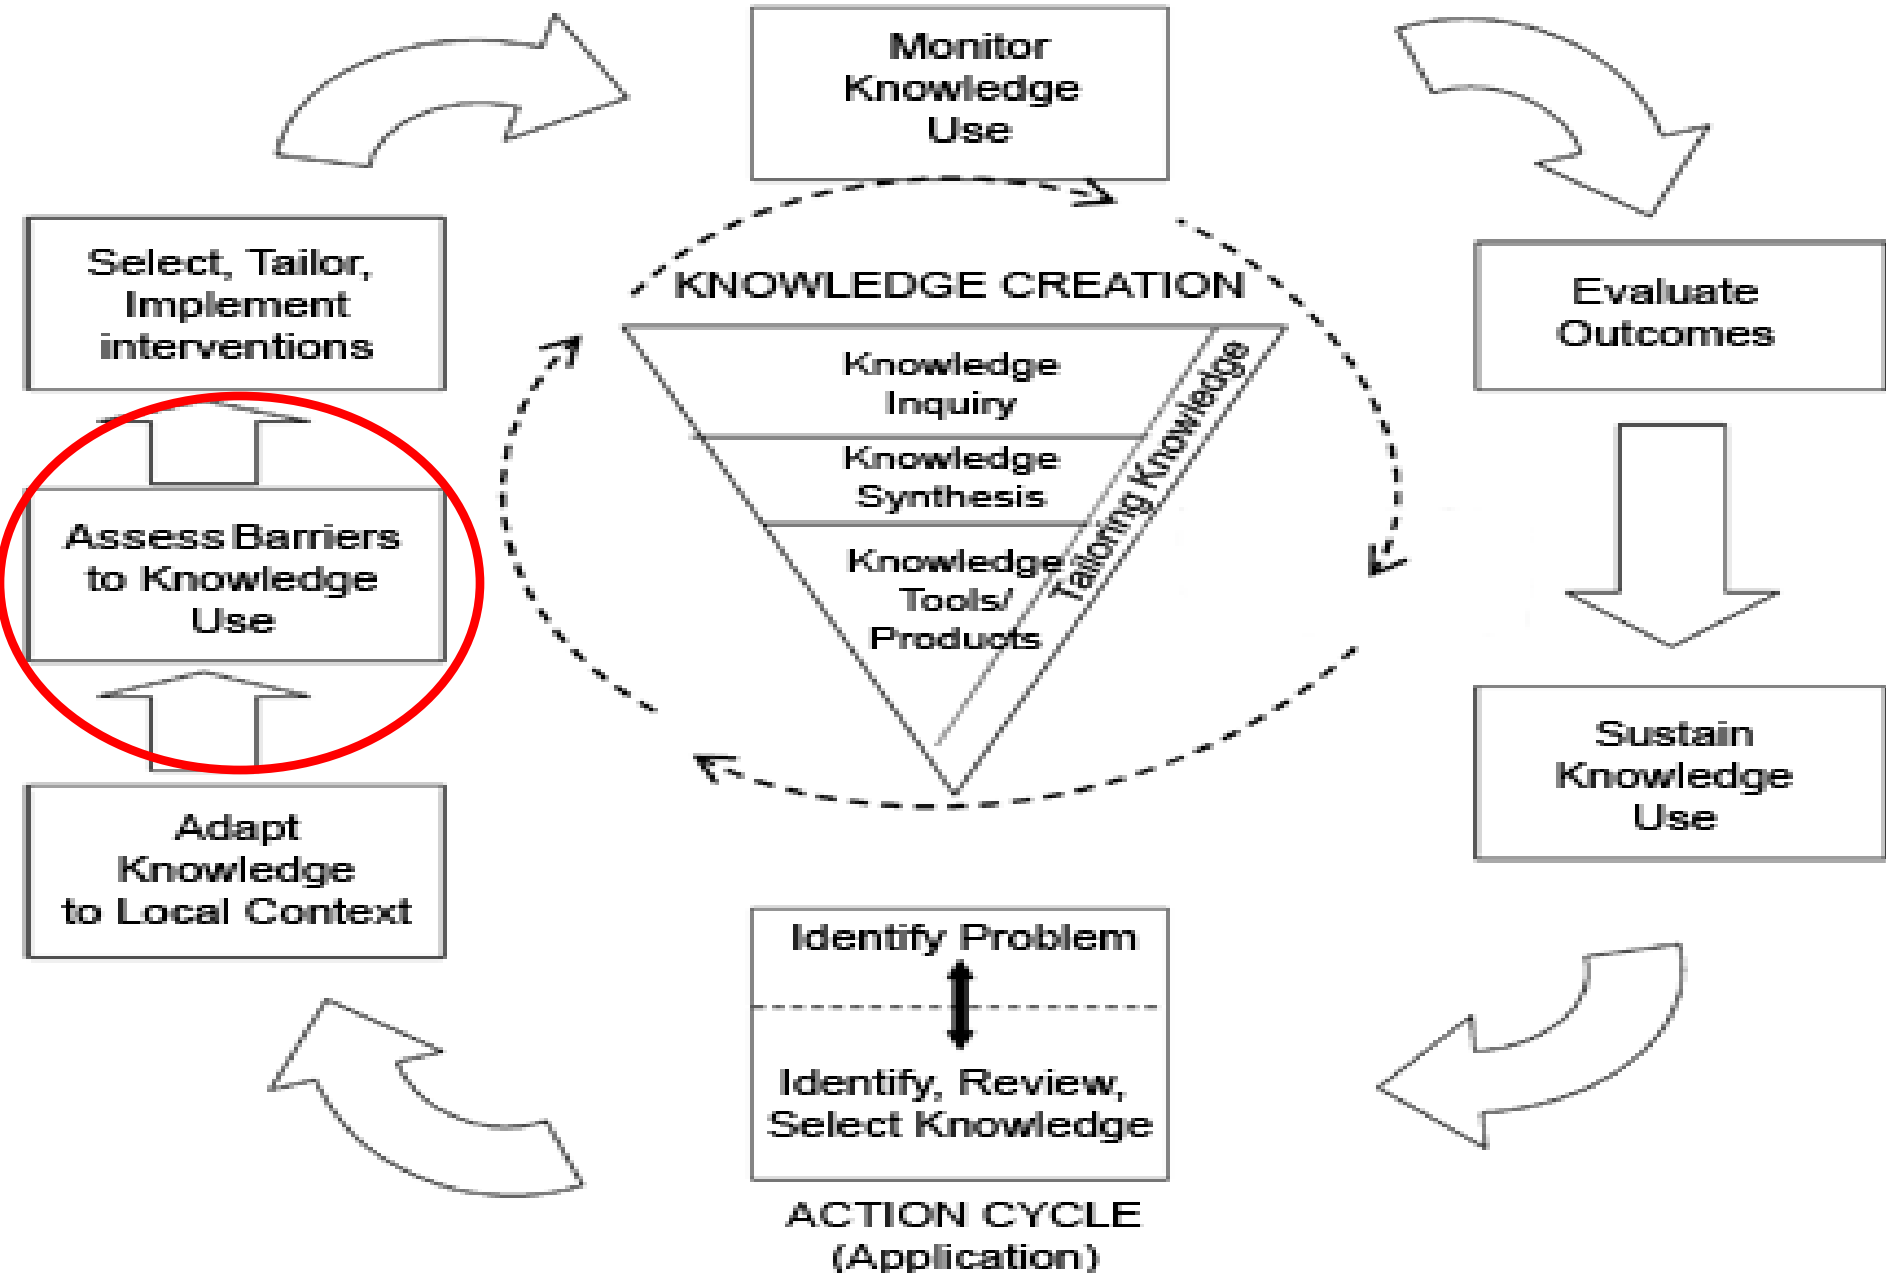 Monitor
Knowledge
Use
Select, Tailor,
Implement
interventions
KNOWLEDGE CREATION
Evaluate
Outcomes
Knowledge
Inquiry
Knowledge
Synthesis
Knowledge
Tools/
Products
Tailoring Knowledge
Assess Barriers
to Knowledge
Use
Sustain
Knowledge
Use
Adapt
Knowledge
to Local Context
Identify Problem
Identify, Review,
Select Knowledge
ACTION CYCLE
(Application)